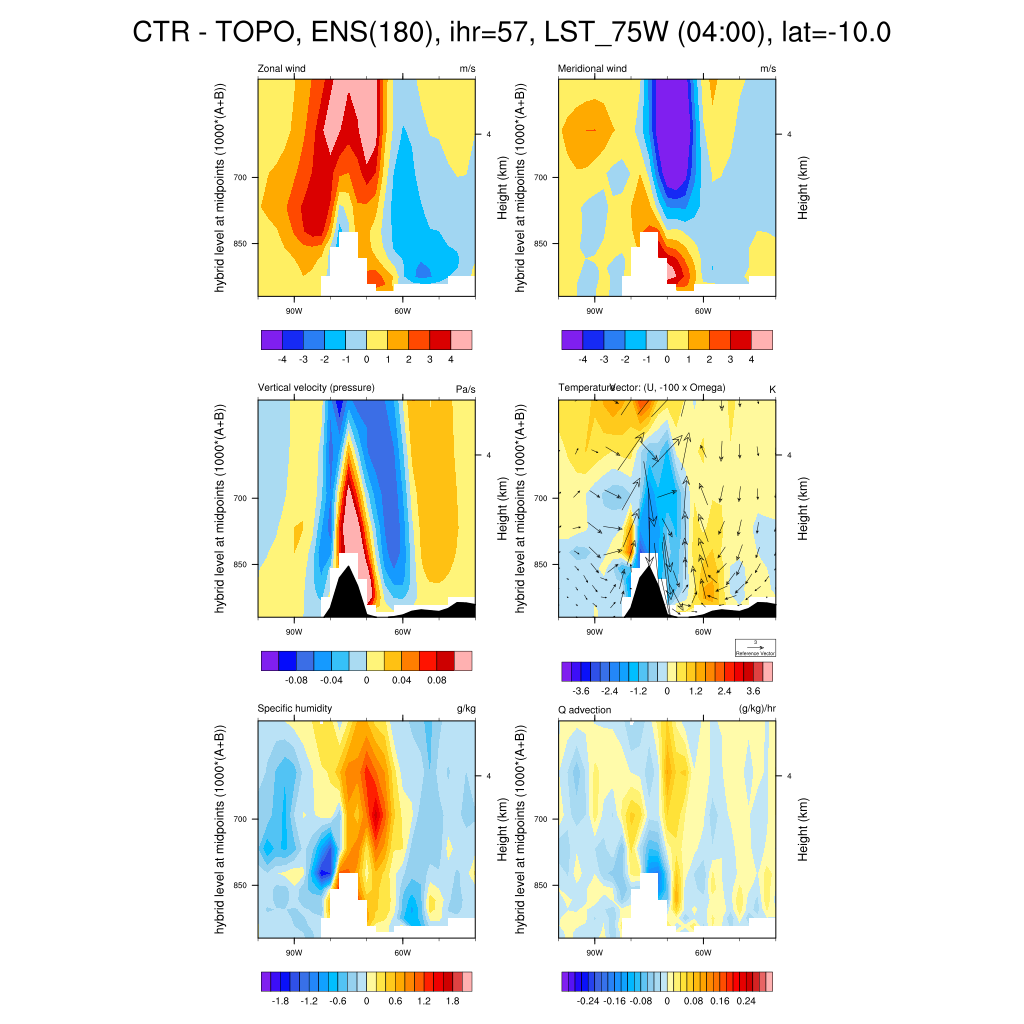 CTR - TOPO, ENS(180), ihr=57, LST_75W (04:00), lat=-10.0
Zonal wind m/s
hybrid level at midpoints (1000*(A+B))
700
850
4
Height (km)
90W 60W
-4 -3 -2 -1 0 1 2 3 4
Meridional wind m/s
hybrid level at midpoints (1000*(A+B))
700
850
4
Height (km)
90W 60W
-4 -3 -2 -1 0 1 2 3 4
Vertical velocity (pressure) Pa/s
hybrid level at midpoints (1000*(A+B))
700
850
4
Height (km)
90W 60W
-0.08 -0.04 0 0.04 0.08
Temperature Vector: (U, -100 x Omega) K
hybrid level at midpoints (1000*(A+B))
700
850
4
Height (km)
90W 60W
3
Reference Vector
-3.6 -2.4 -1.2 0 1.2 2.4 3.6
Specific humidity g/kg
hybrid level at midpoints (1000*(A+B))
700
850
4
Height (km)
90W 60W
-1.8 -1.2 -0.6 0 0.6 1.2 1.8
Q advection (g/kg)/hr
hybrid level at midpoints (1000*(A+B))
700
850
4
Height (km)
90W 60W
-0.24 -0.16 -0.08 0 0.08 0.16 0.24